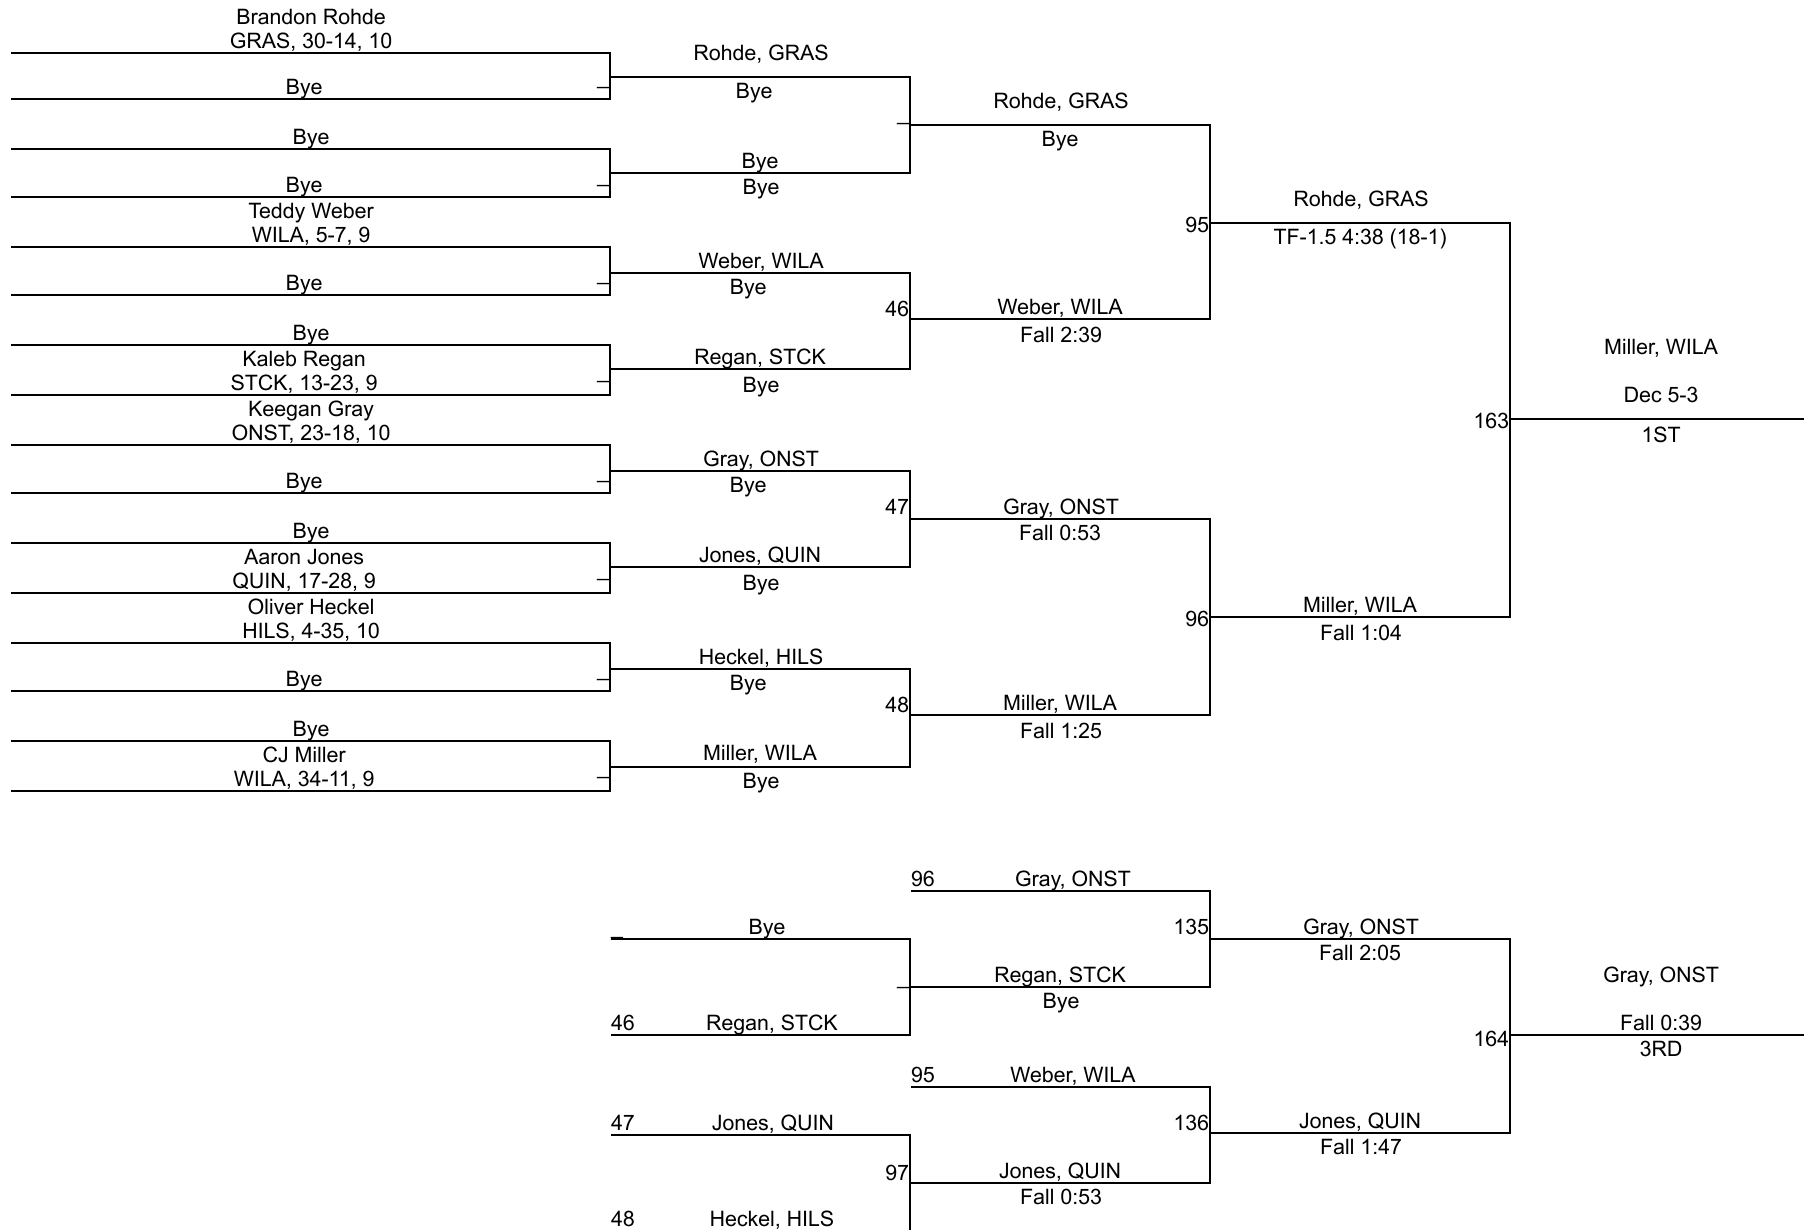 Brandon Rohde
GRAS, 30-14, 10
Bye
Bye
Bye
Teddy Weber
WILA, 5-7, 9
Bye
Bye
Kaleb Regan
STCK, 13-23, 9
Keegan Gray
ONST, 23-18, 10
Bye
Bye
Aaron Jones
QUIN, 17-28, 9
Oliver Heckel
HILS, 4-35, 10
Bye
Bye
CJ Miller
WILA, 34-11, 9
Rohde, GRAS
Bye
Bye
Bye
Weber, WILA
Bye
46
Regan, STCK
Bye
Gray, ONST
Bye
47
Jones, QUIN
Bye
Heckel, HILS
Bye
48
Miller, WILA
Bye
Rohde, GRAS
Bye
95
Weber, WILA
Fall 2:39
Gray, ONST
Fall 0:53
96
Miller, WILA
Fall 1:25
Rohde, GRAS
TF-1.5 4:38 (18-1)
163
Miller, WILA
Fall 1:04
Miller, WILA
Dec 5-3
1ST
96 Gray, ONST
Bye
135
Regan, STCK
Bye
46 Regan, STCK
95 Weber, WILA
47 Jones, QUIN
136
97
Jones, QUIN
Fall 0:53
48 Heckel, HILS
Gray, ONST
Fall 2:05
164
Jones, QUIN
Fall 1:47
Gray, ONST
Fall 0:39
3RD